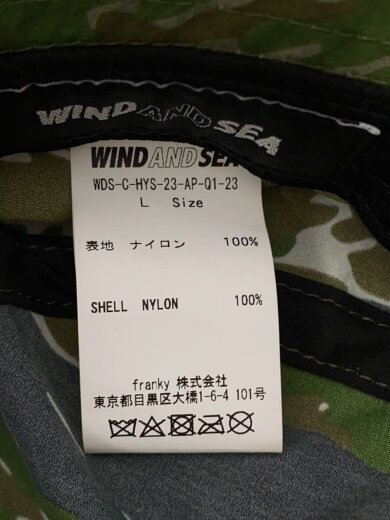 WIND AND SEA
WIND AND SEA
WDS-C-HYS-23-AP-Q1-23
L Size
表地 ナイロン 100%
SHELL NYLON 100%
franky 株式会社
東京都目黒区大橋1-6-4 101号